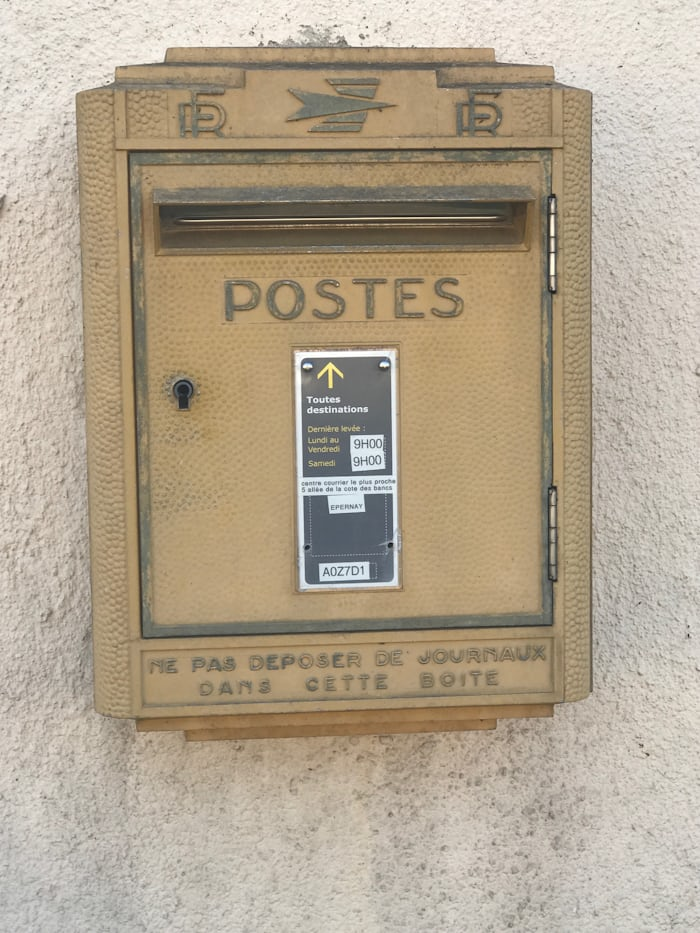 RF RF
POSTES
Toutes
destinations
Dernière levée :
Lundi au
Vendredi 9H00
Samedi 9H00
centre courrier le plus proche
5 allée de la cote des bancs
EPERNAY
A0Z7D1
NE PAS DEPOSER DE JOURNAUX
DANS CETTE BOITE